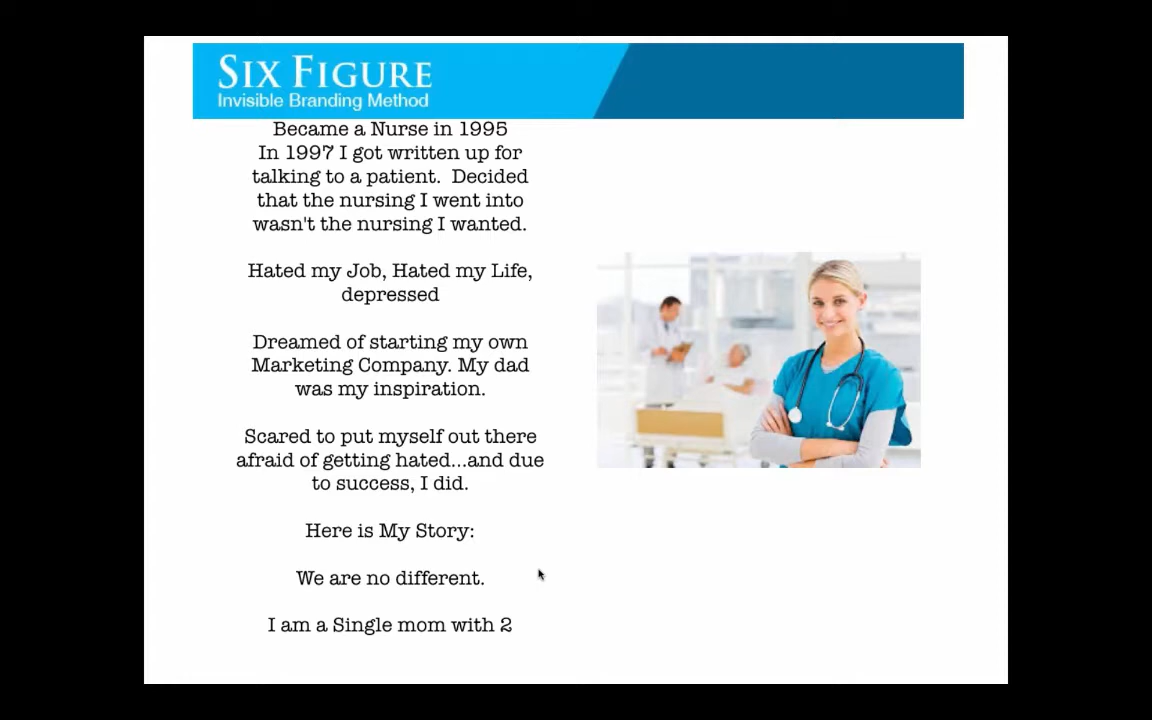 SIX FIGURE
Invisible Branding Method
Became a Nurse in 1995
In 1997 I got written up for
talking to a patient.  Decided
that the nursing I went into
wasn't the nursing I wanted.
Hated my Job, Hated my Life,
depressed
Dreamed of starting my own
Marketing Company. My dad
was my inspiration.
Scared to put myself out there
afraid of getting hated...and due
to success, I did.
Here is My Story:
We are no different.
I am a Single mom with 2